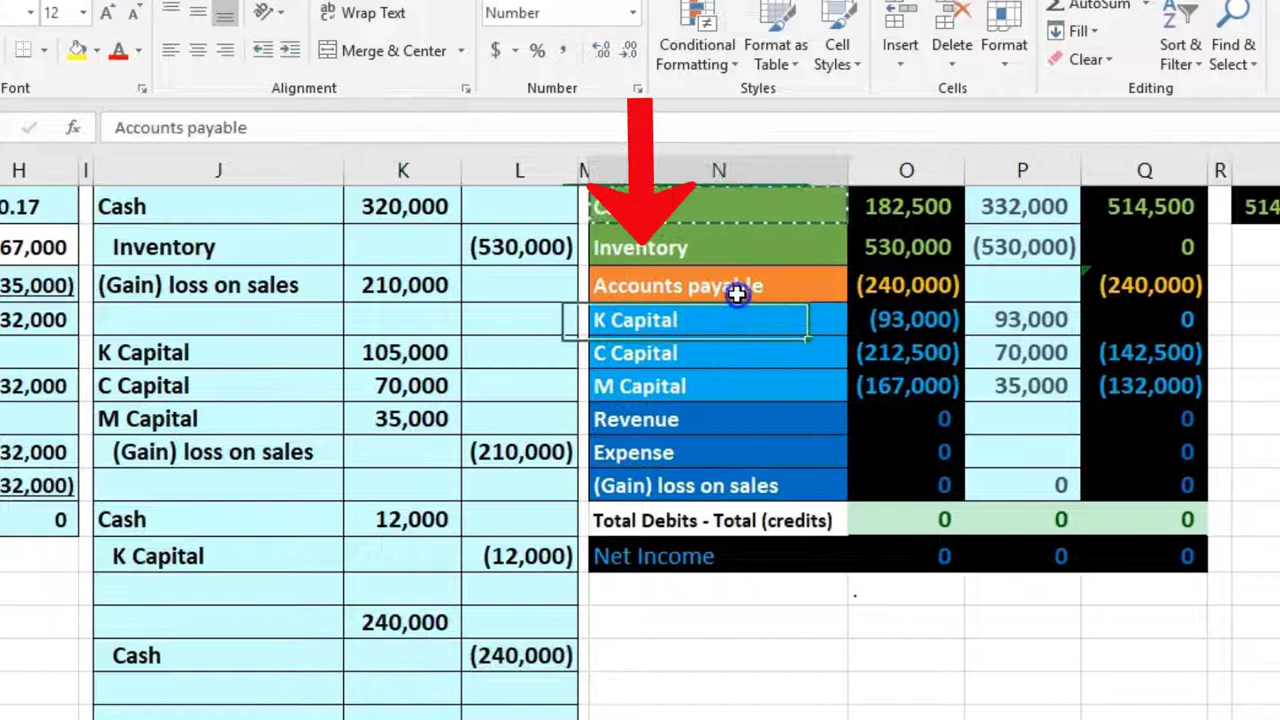 12 A A Wrap Text Number
Merge & Center $ % , Conditional Formatting Format as Table Cell Styles Insert Delete Format AutoSum Fill Clear Sort & Filter Find & Select
Font Alignment Number Styles Cells Editing
fx Accounts payable
H I J K L M N O P Q R
0.17 Cash 320,000 182,500 332,000 514,500 514
67,000 Inventory (530,000) Inventory 530,000 (530,000) 0
35,000) (Gain) loss on sales 210,000 Accounts payable (240,000) (240,000)
32,000 K Capital (93,000) 93,000 0
K Capital 105,000 C Capital (212,500) 70,000 (142,500)
32,000 C Capital 70,000 M Capital (167,000) 35,000 (132,000)
M Capital 35,000 Revenue 0 0
32,000 (Gain) loss on sales (210,000) Expense 0 0
32,000) (Gain) loss on sales 0 0 0
0 Cash 12,000 Total Debits - Total (credits) 0 0 0
K Capital (12,000) Net Income 0 0 0
240,000
Cash (240,000)